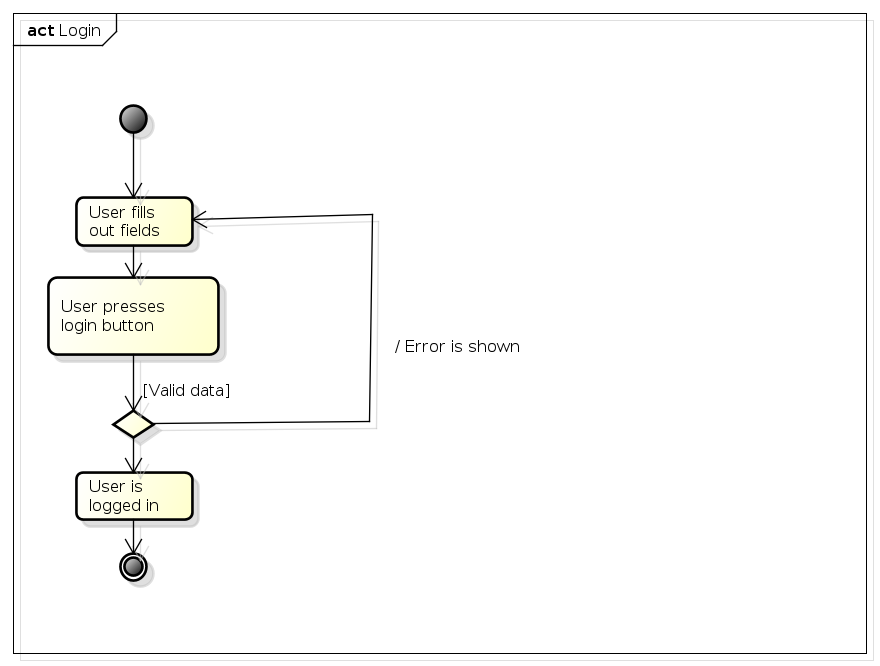 act Login
User fills
out fields
User presses
login button
/ Error is shown
[Valid data]
User is
logged in